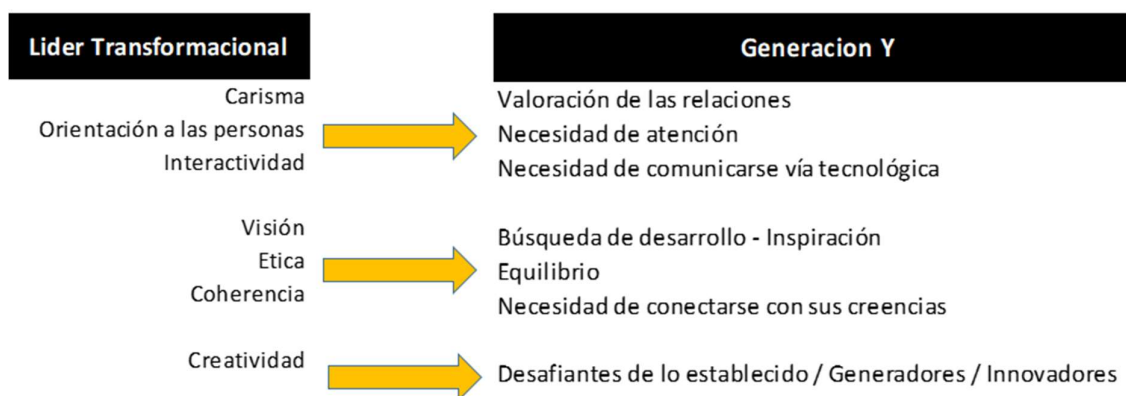 Lider Transformacional
Generacion Y
Carisma
Orientación a las personas
Interactividad
Valoración de las relaciones
Necesidad de atención
Necesidad de comunicarse vía tecnológica
Visión
Etica
Coherencia
Búsqueda de desarrollo - Inspiración
Equilibrio
Necesidad de conectarse con sus creencias
Creatividad
Desafiantes de lo establecido / Generadores / Innovadores